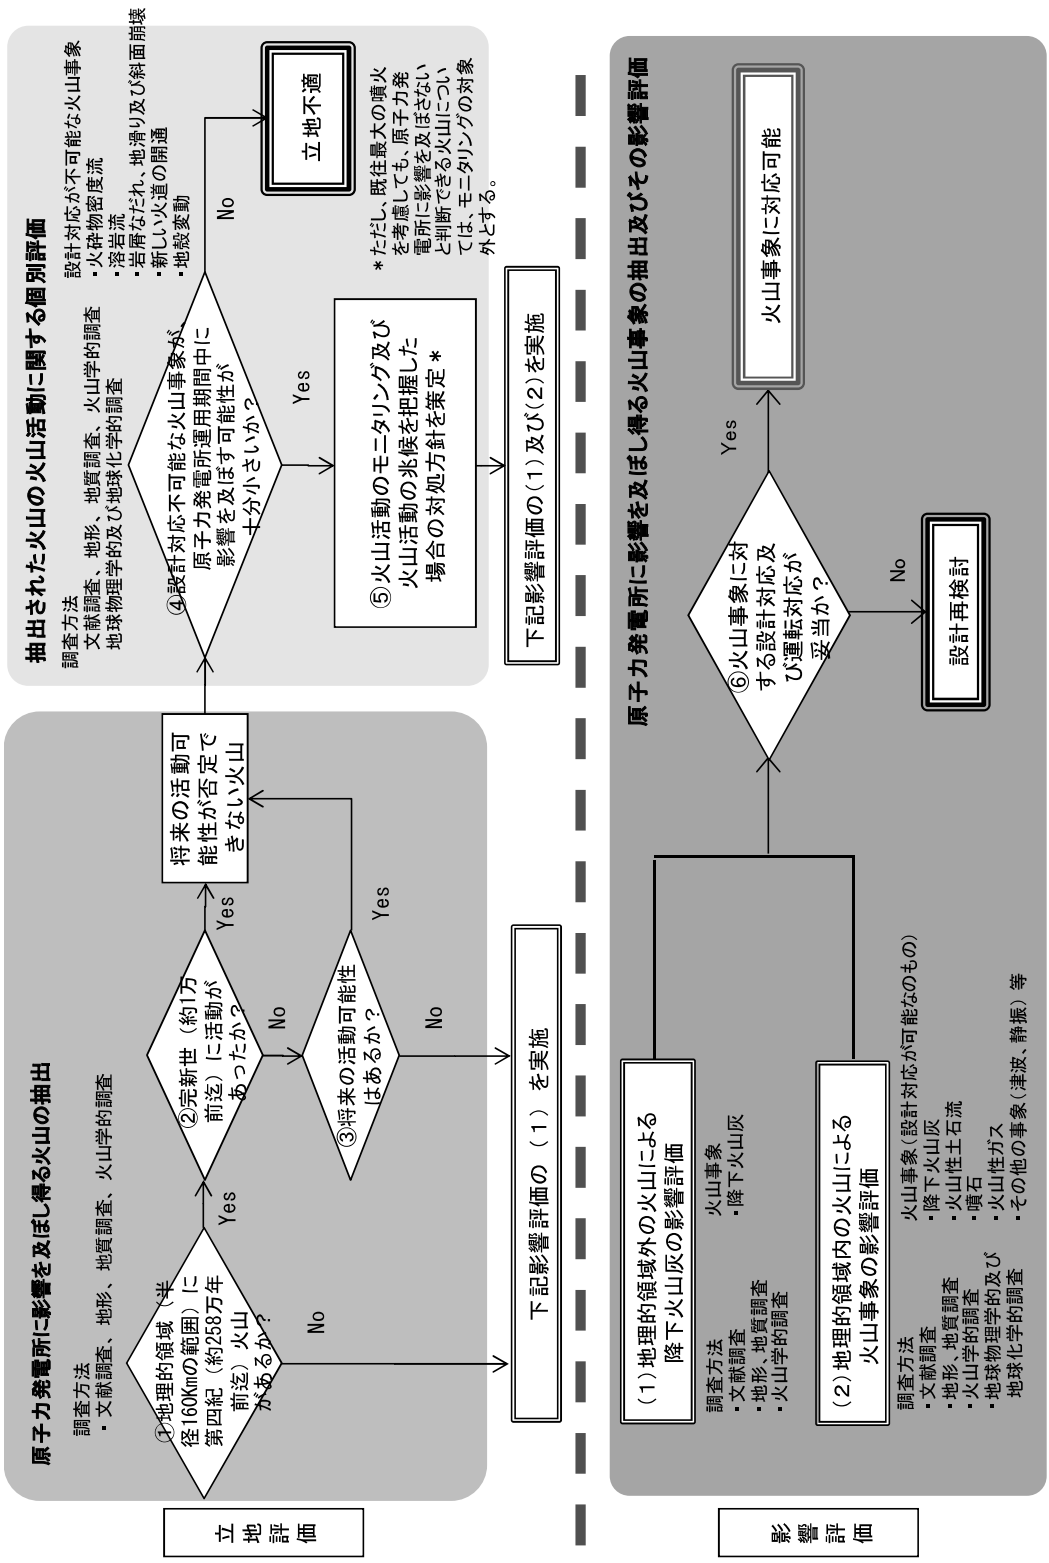 立地評価
原子力発電所に影響を及ぼし得る火山の抽出
調査方法
・文献調査、地形、地質調査、火山学的調査
①地理的領域（半
径160Kmの範囲）に
第四紀（約258万年
前迄）火山
があるか？
Yes
No
②完新世（約1万
前迄）に活動が
あったか？
Yes
No
③将来の活動可能性
はあるか？
Yes
No
将来の活動可
能性が否定で
きない火山
下記影響評価の（１）を実施
抽出された火山の火山活動に関する個別評価
調査方法
文献調査、地形、地質調査、火山学的調査
地球物理学的及び地球化学的調査
設計対応が不可能な火山事象
・火砕物密度流
・溶岩流
・岩屑なだれ、地滑り及び斜面崩壊
・新しい火道の開通
・地殻変動
④設計対応不可能な火山事象が、
原子力発電所運用期間中に
影響を及ぼす可能性が
十分小さいか？
No
Yes
立地不適
⑤火山活動のモニタリング及び
火山活動の兆候を把握した
場合の対処方針を策定＊
＊ただし、既往最大の噴火
を考慮しても、原子力発
電所に影響を及ぼさない
と判断できる火山につい
ては、モニタリングの対象
外とする。
下記影響評価の（１）及び（２）を実施
影響評価
原子力発電所に影響を及ぼし得る火山事象の抽出及びその影響評価
（１）地理的領域外の火山による
降下火山灰の影響評価
調査方法
・文献調査
・地形、地質調査
・火山学的調査
火山事象
・降下火山灰
（２）地理的領域内の火山による
火山事象の影響評価
調査方法
・文献調査
・地形、地質調査
・火山学的調査
・地球物理学的及び
地球化学的調査
火山事象（設計対応が可能なのもの）
・降下火山灰
・火山性土石流
・噴石
・火山性ガス
・その他の事象（津波、静振）等
⑥火山事象に対
する設計対応及
び運転対応が
妥当か？
Yes
No
火山事象に対応可能
設計再検討